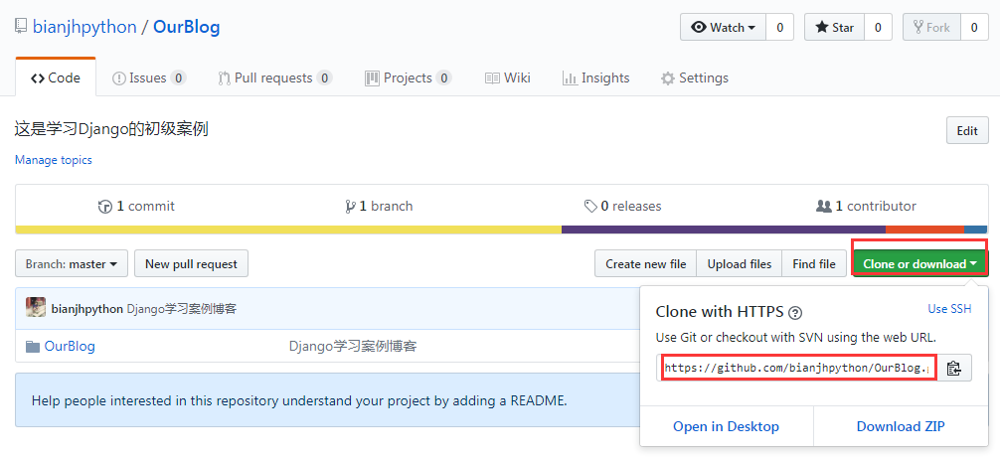 bianjhpython / OurBlog
Watch 0 Star 0 Fork 0
Code Issues 0 Pull requests 0 Projects 0 Wiki Insights Settings
这是学习Django的初级案例
Edit
Manage topics
1 commit 1 branch 0 releases 1 contributor
Branch: master New pull request Create new file Upload files Find file Clone or download
bianjhpython Django学习案例博客
OurBlog Django学习案例博客
Help people interested in this repository understand your project by adding a README.
Clone with HTTPS ? Use SSH
Use Git or checkout with SVN using the web URL.
https://github.com/bianjhpython/OurBlog.g
Open in Desktop Download ZIP